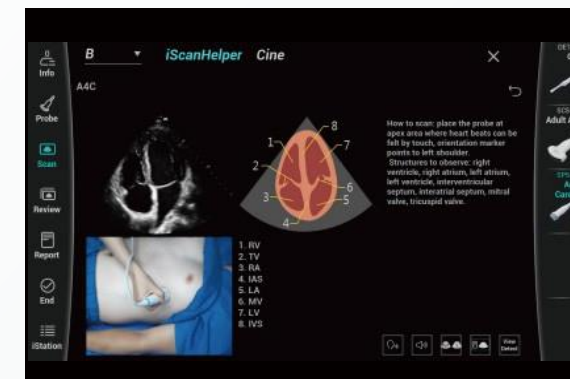 B
iScanHelper
Cine
A4C
Info
Probe
Scan
Review
Report
End
iStation
8
1
7
2
6
3
5
4
How to scan: place the probe at
apex area where heart beats can be
felt by touch, orientation marker
points to left shoulder.
Structures to observe: right
ventricle, right atrium, left atrium,
left ventricle, interventricular
septum, interatrial septum, mitral
valve, tricuspid valve.
1. RV
2. TV
3. RA
4. IAS
5. LA
6. MV
7. LV
8. IVS
View
Detect
Adult A